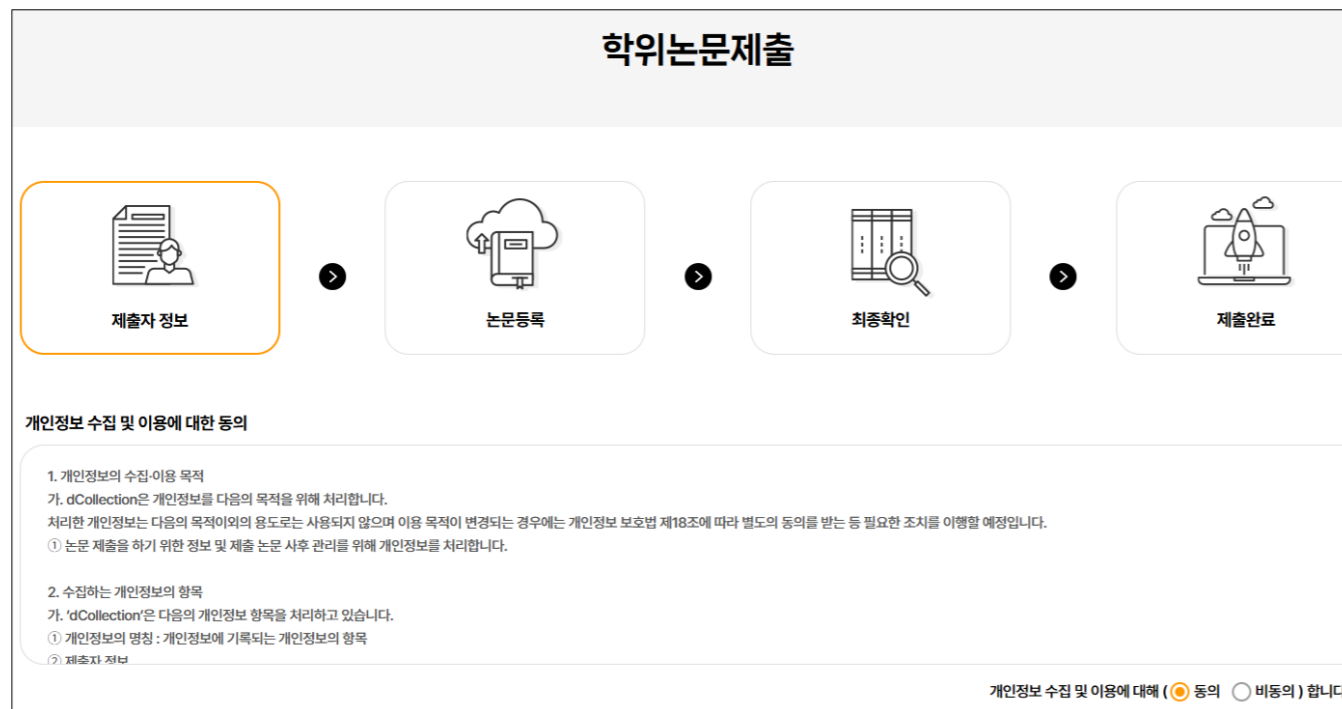 학위논문제출
제출자 정보
논문등록
최종확인
제출완료
개인정보 수집 및 이용에 대한 동의
1. 개인정보의 수집·이용 목적
가. dCollection은 개인정보를 다음의 목적을 위해 처리합니다.
처리한 개인정보는 다음의 목적이외의 용도로는 사용되지 않으며 이용 목적이 변경되는 경우에는 개인정보 보호법 제18조에 따라 별도의 동의를 받는 등 필요한 조치를 이행할 예정입니다.
① 논문 제출을 하기 위한 정보 및 제출 논문 사후 관리를 위해 개인정보를 처리합니다.
2. 수집하는 개인정보의 항목
가. ‘dCollection’은 다음의 개인정보 항목을 처리하고 있습니다.
① 개인정보의 명칭 : 개인정보에 기록되는 개인정보의 항목
② 제출자 정보
개인정보 수집 및 이용에 대해 ( 동의 비동의 ) 합니다